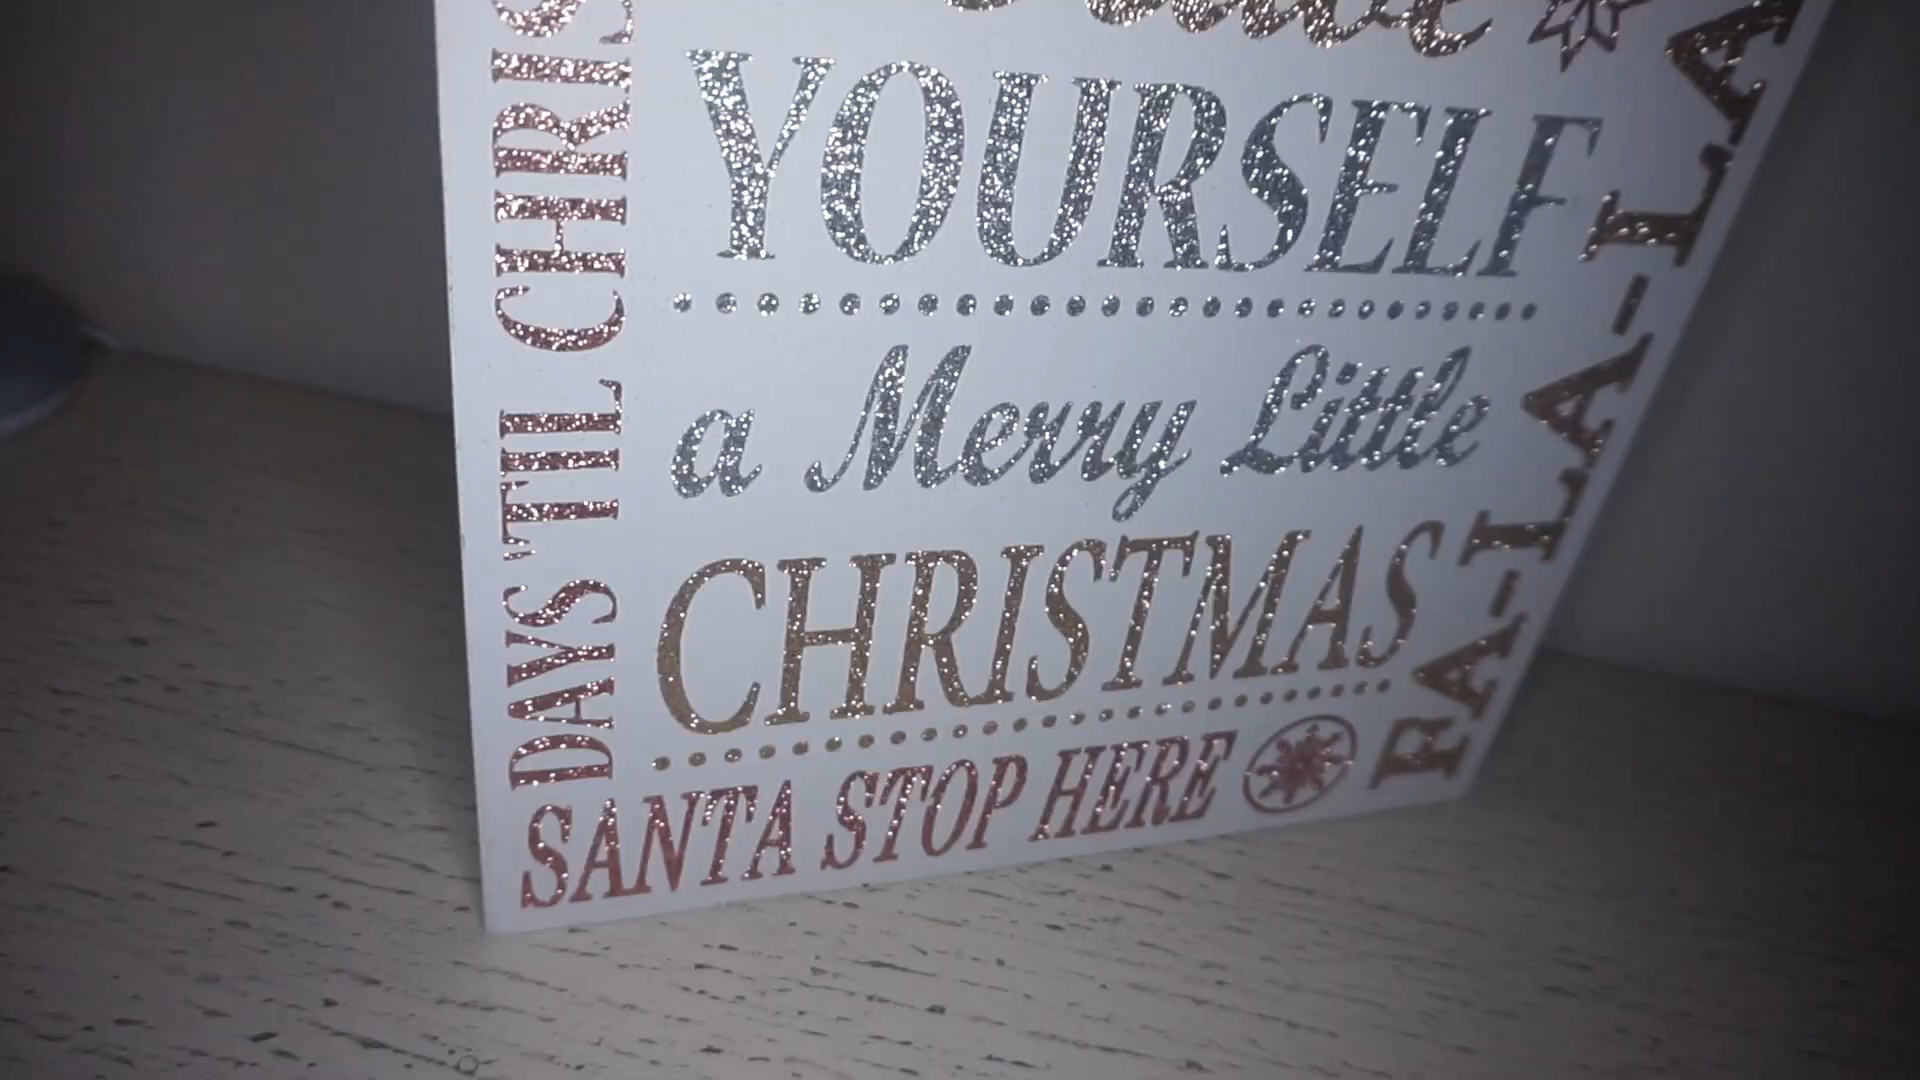 YOURSELF
a Merry Little
CHRISTMAS
SANTA STOP HERE
DAYS 'TIL CHRIS
FA-LA-LA-LA